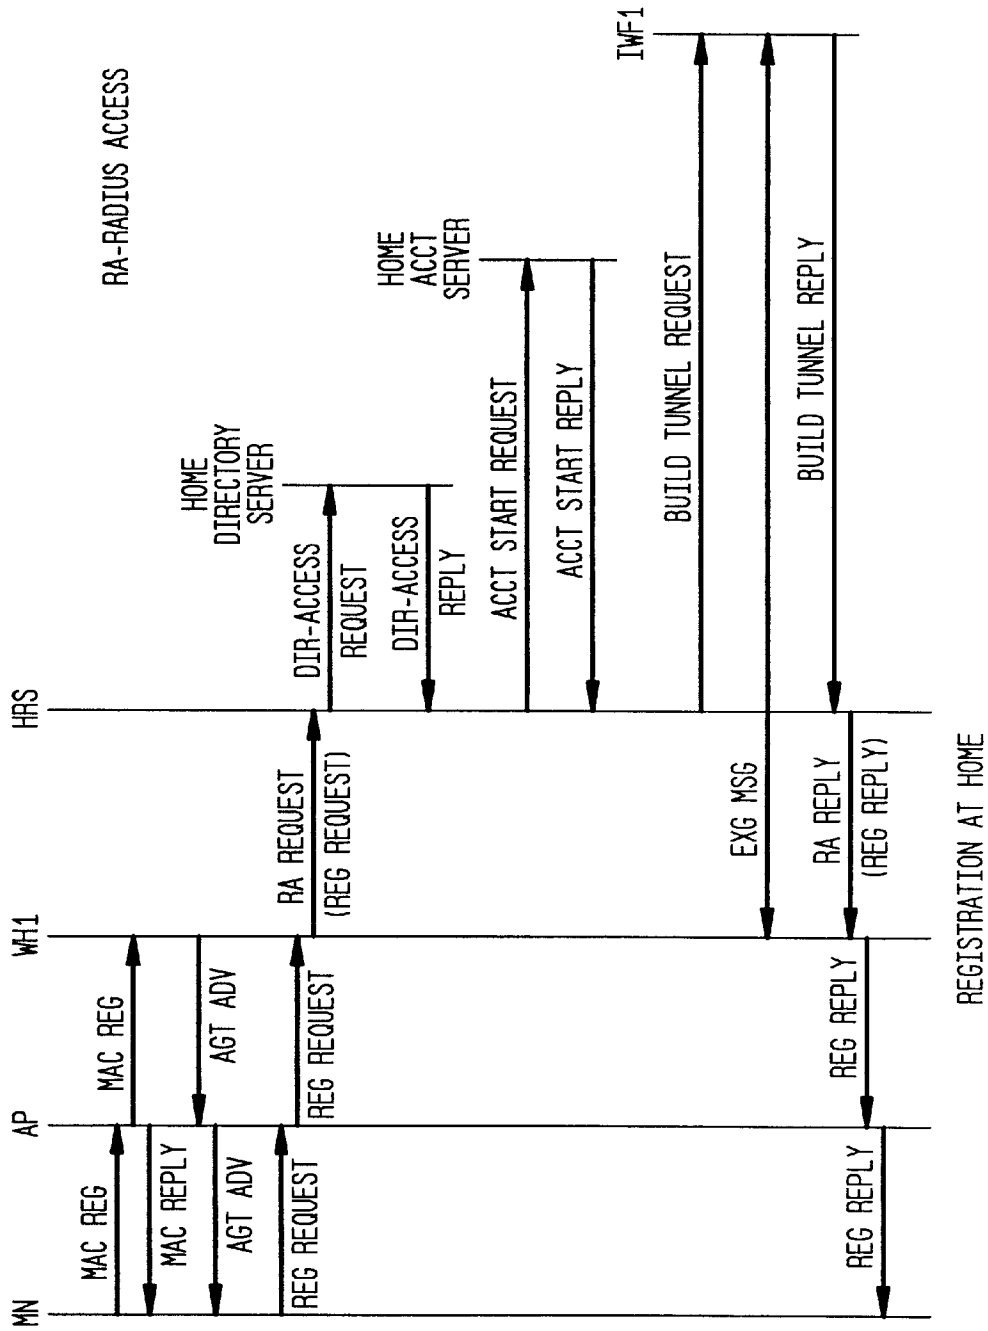 RA-RADIUS ACCESS
MN
AP
WH1
HRS
HOME
DIRECTORY
SERVER
HOME
ACCT
SERVER
IWF1
MAC REG
MAC REG
MAC REPLY
AGT ADV
AGT ADV
REG REQUEST
REG REQUEST
RA REQUEST
(REG REQUEST)
DIR-ACCESS
REQUEST
DIR-ACCESS
REPLY
ACCT START REQUEST
ACCT START REPLY
BUILD TUNNEL REQUEST
EXG MSG
BUILD TUNNEL REPLY
RA REPLY
(REG REPLY)
REG REPLY
REG REPLY
REGISTRATION AT HOME